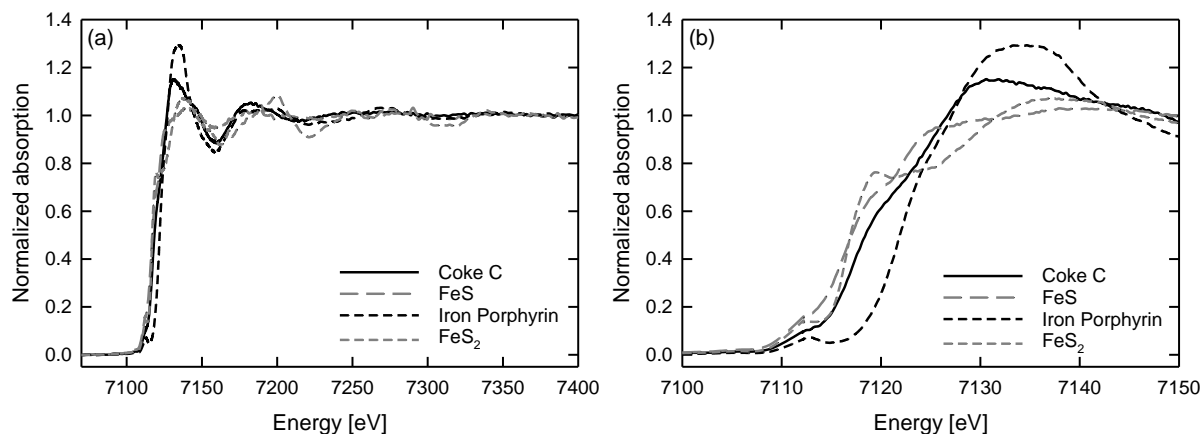 (a)
Normalized absorption
1.4
1.2
1.0
0.8
0.6
0.4
0.2
0.0
Coke C
FeS
Iron Porphyrin
FeS₂
7100 7150 7200 7250 7300 7350 7400
Energy [eV]
(b)
Normalized absorption
1.4
1.2
1.0
0.8
0.6
0.4
0.2
0.0
Coke C
FeS
Iron Porphyrin
FeS₂
7100 7110 7120 7130 7140 7150
Energy [eV]